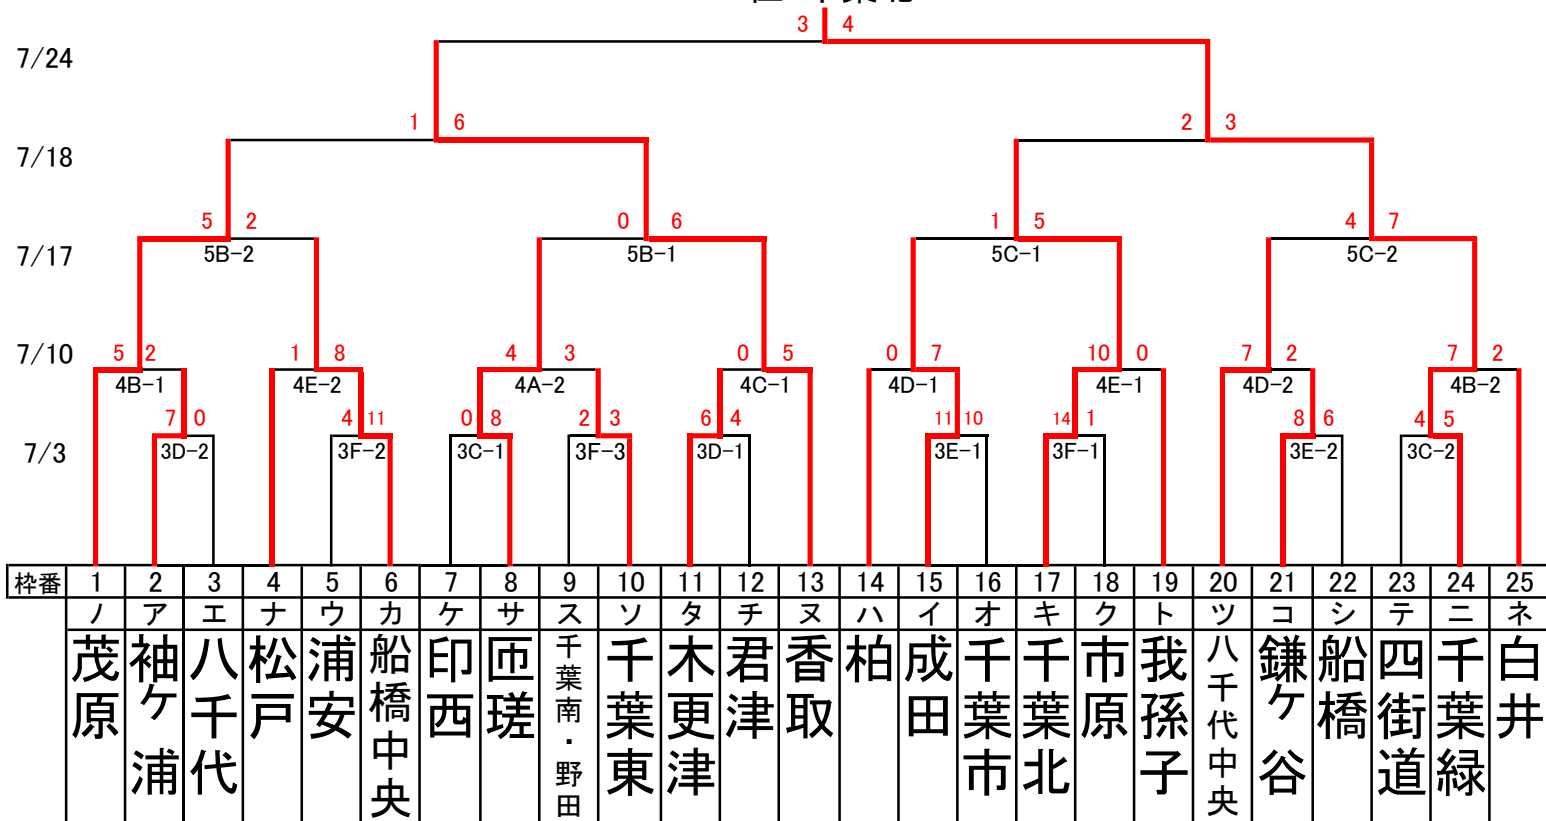 3 4
7/24
1 6 2 3
7/18
5 2 0 6 1 5 4 7
7/17 5B-2 5B-1 5C-1 5C-2
7/10 5 2 1 8 4 3 0 5 0 7 10 0 7 2 7 2
4B-1 4E-2 4A-2 4C-1 4D-1 4E-1 4D-2 4B-2
7 0 4 11 0 8 2 3 6 4 11 10 14 1 8 6 4 5
7/3 3D-2 3F-2 3C-1 3F-3 3D-1 3E-1 3F-1 3E-2 3C-2
枠番 1 2 3 4 5 6 7 8 9 10 11 12 13 14 15 16 17 18 19 20 21 22 23 24 25
ノ ア エ ナ ウ カ ケ サ ス ソ タ チ ヌ ハ イ オ キ ク ト ツ コ シ テ ニ ネ
茂原
袖ケ浦
八千代
松戸
浦安
船橋中央
印西
匝瑳
千葉南・野田
千葉東
木更津
君津
香取
柏
成田
千葉市
千葉北
市原
我孫子
八千代中央
鎌ケ谷
船橋
四街道
千葉緑
白井